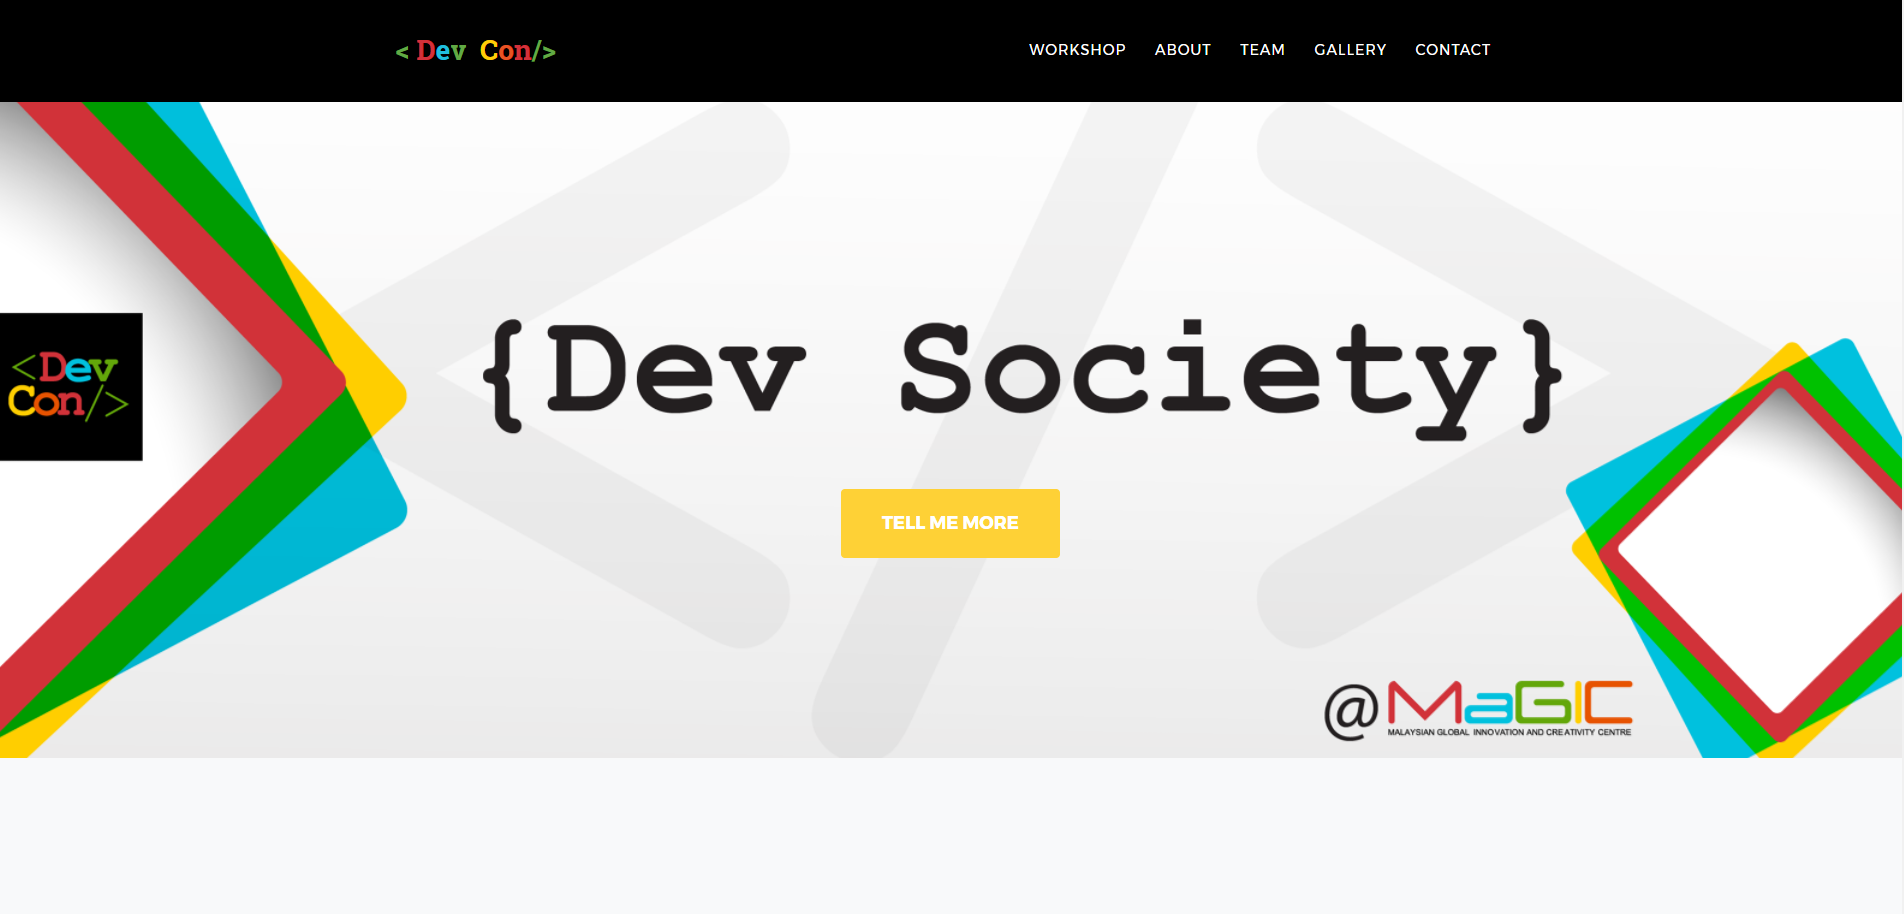 < Dev Con/>
WORKSHOP ABOUT TEAM GALLERY CONTACT
{Dev Society}
<Dev
Con/>
TELL ME MORE
@MaGIC
MALAYSIAN GLOBAL INNOVATION AND CREATIVITY CENTRE